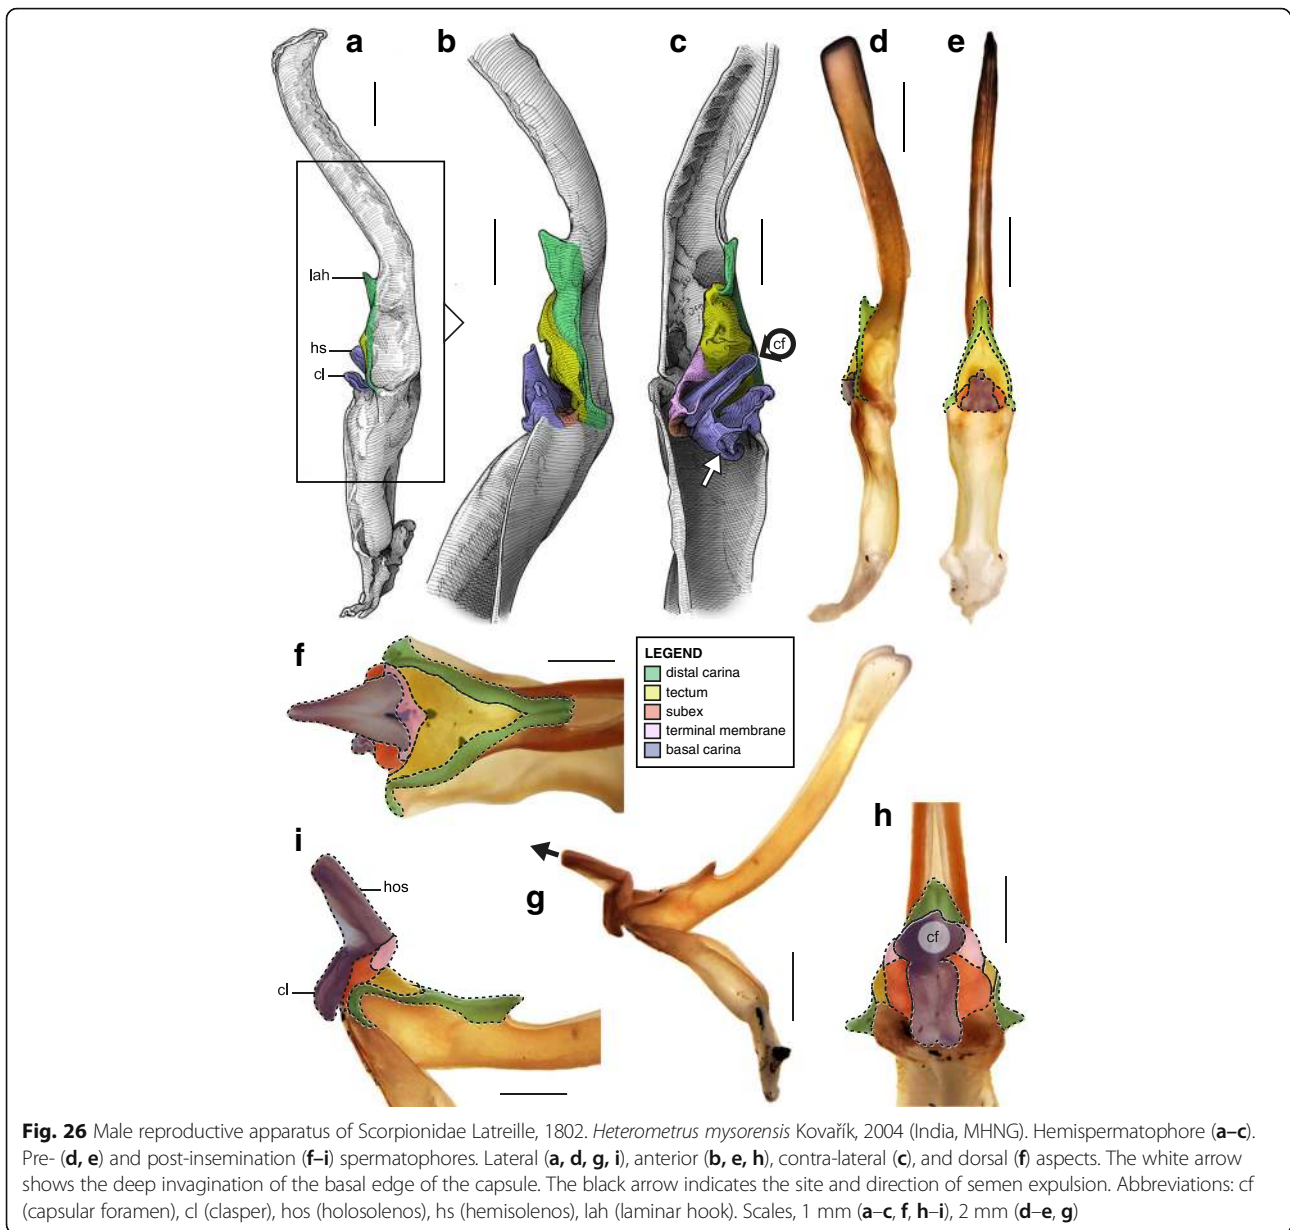 a
b
c
d
e
lah
hs
cl
cf
f
LEGEND
distal carina
tectum
subex
terminal membrane
basal carina
i
hos
cl
g
h
cf
Fig. 26 Male reproductive apparatus of Scorpionidae Latreille, 1802. Heterometrus mysorensis Kovařík, 2004 (India, MHNG). Hemispermatophore (a–c).
Pre- (d, e) and post-insemination (f–i) spermatophores. Lateral (a, d, g, i), anterior (b, e, h), contra-lateral (c), and dorsal (f) aspects. The white arrow
shows the deep invagination of the basal edge of the capsule. The black arrow indicates the site and direction of semen expulsion. Abbreviations: cf
(capsular foramen), cl (clasper), hos (holosolenos), hs (hemisolenos), lah (laminar hook). Scales, 1 mm (a–c, f, h–i), 2 mm (d–e, g)